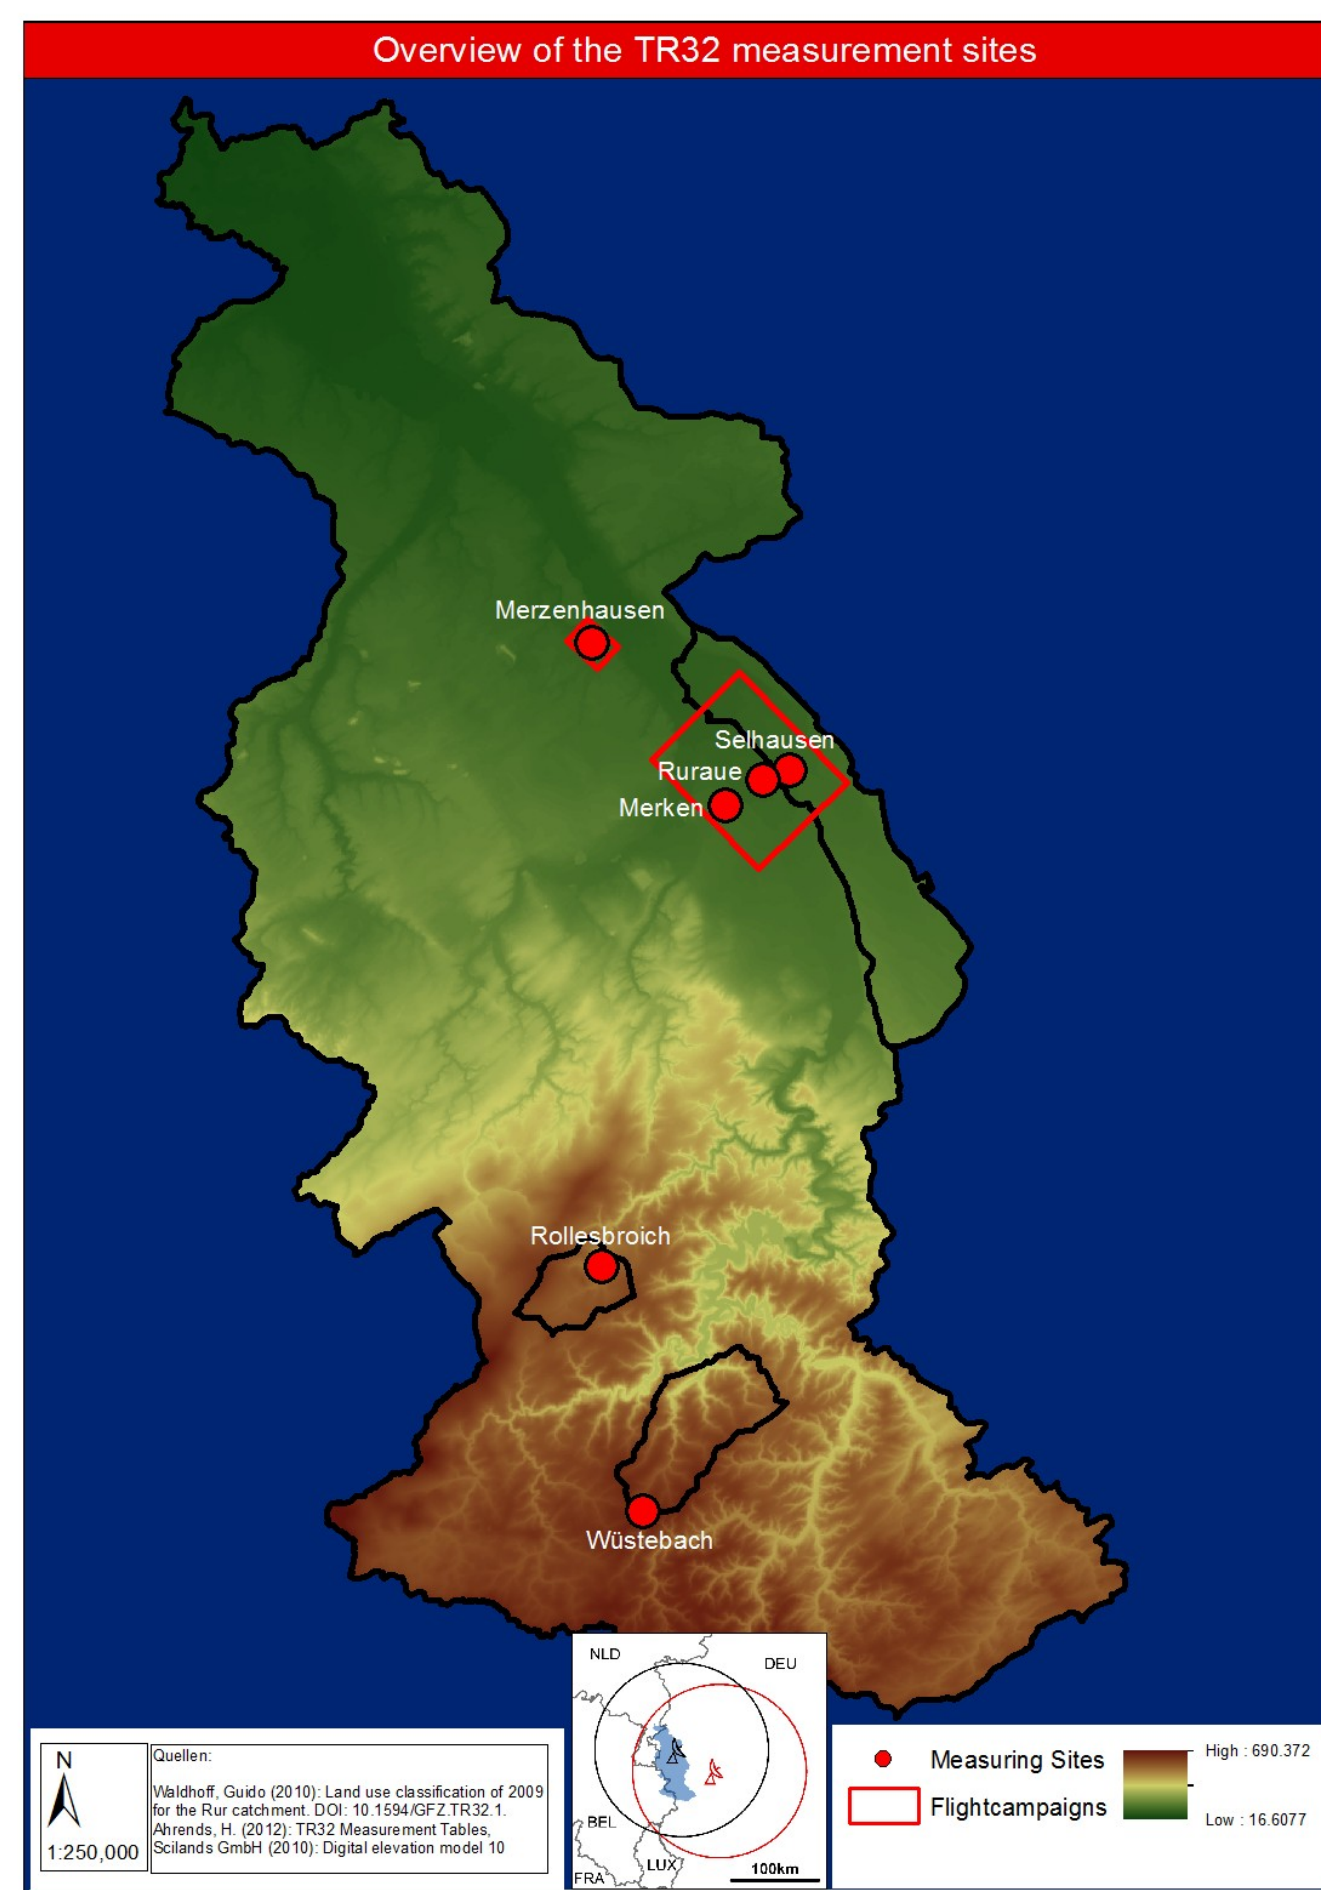 Overview of the TR32 measurement sites
Merzenhausen
Selhausen
Ruraue
Merken
Rollesbroich
Wüstebach
NLD
DEU
BEL
LUX
FRA
100km
N
1:250,000
Quellen:
Waldhoff, Guido (2010): Land use classification of 2009
for the Rur catchment. DOI: 10.1594/GFZ.TR32.1.
Ahrends, H. (2012): TR32 Measurement Tables,
Scilands GmbH (2010): Digital elevation model 10
Measuring Sites
Flightcampaigns
High : 690.372
Low : 16.6077